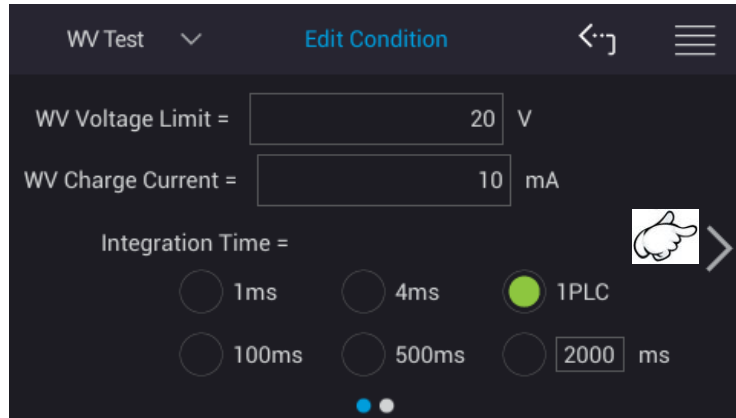 WV Test Edit Condition
WV Voltage Limit = 20 V
WV Charge Current = 10 mA
Integration Time =
1ms 4ms 1PLC
100ms 500ms 2000 ms